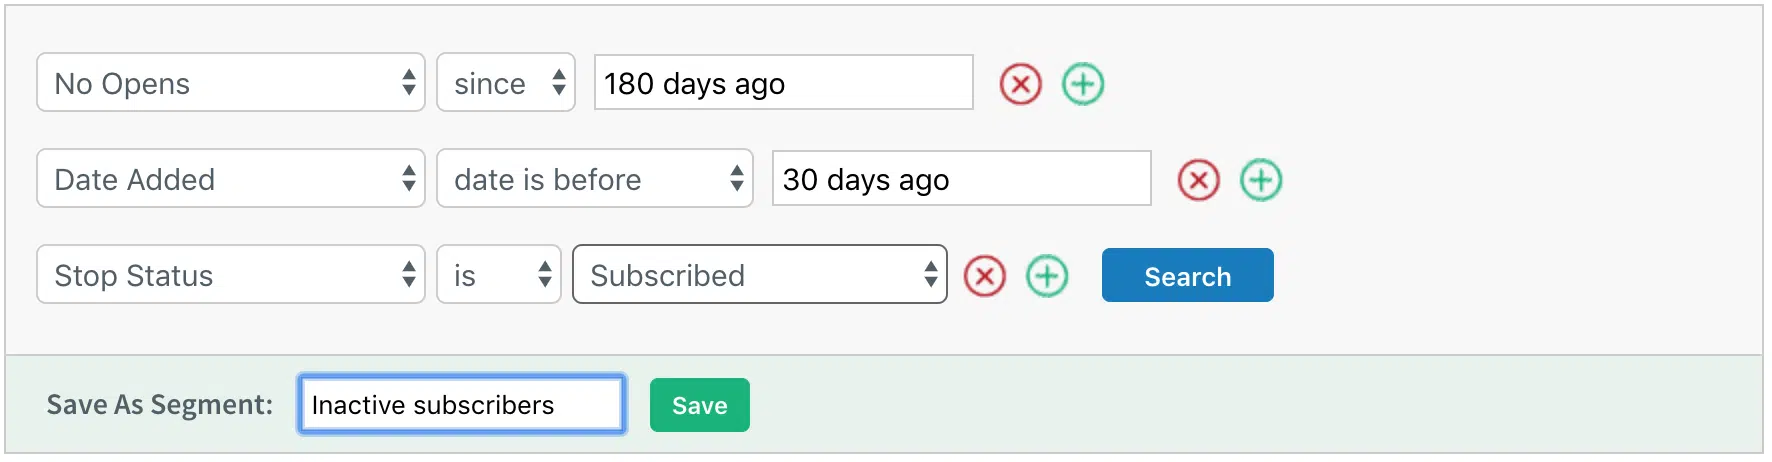 No Opens since 180 days ago
Date Added date is before 30 days ago
Stop Status is Subscribed Search
Save As Segment: Inactive subscribers Save